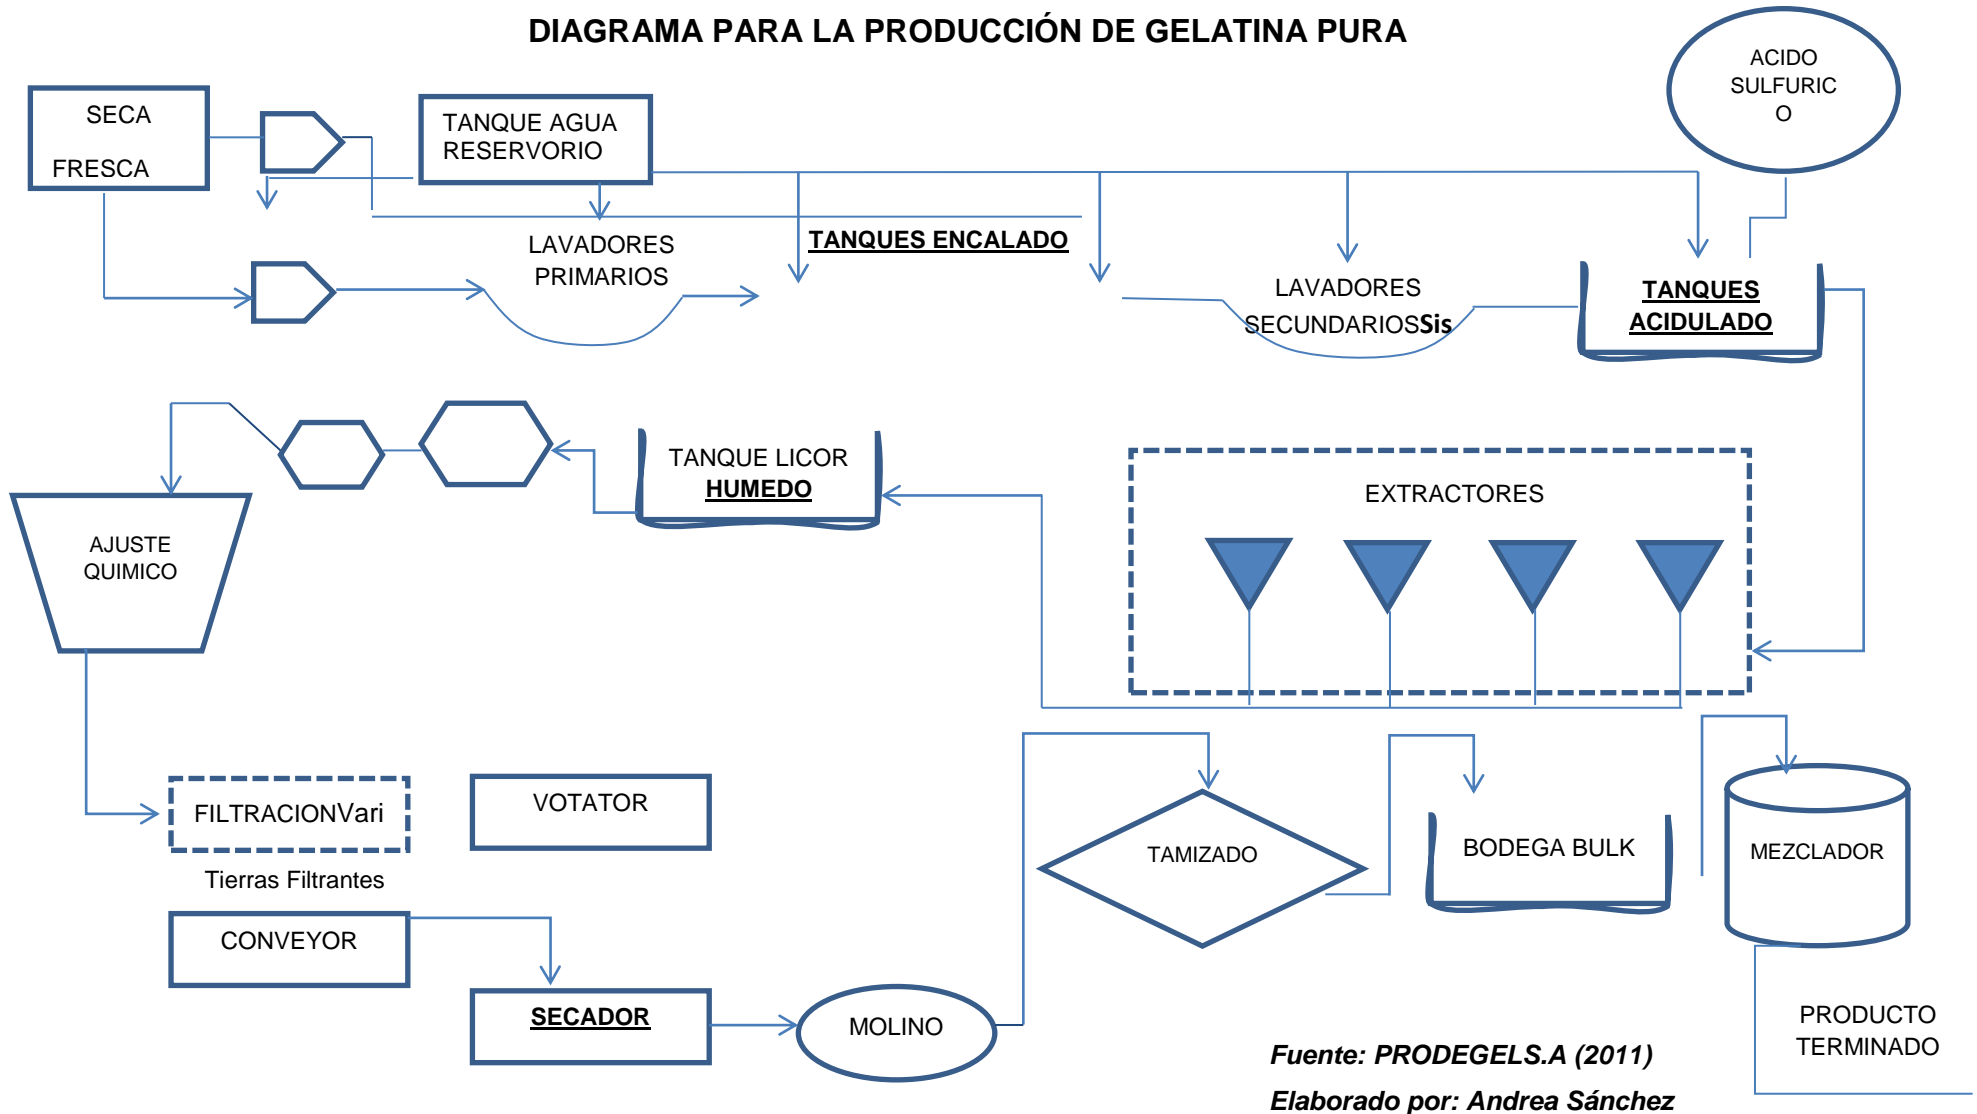 DIAGRAMA PARA LA PRODUCCIÓN DE GELATINA PURA
ACIDO
SULFURIC
O
SECA
FRESCA
TANQUE AGUA
RESERVORIO
LAVADORES
PRIMARIOS
TANQUES ENCALADO
LAVADORES
SECUNDARIOSSis
TANQUES
ACIDULADO
TANQUE LICOR
HUMEDO
EXTRACTORES
AJUSTE
QUIMICO
FILTRACIONVari
Tierras Filtrantes
VOTATOR
CONVEYOR
SECADOR
MOLINO
TAMIZADO
BODEGA BULK
MEZCLADOR
PRODUCTO
TERMINADO
Fuente: PRODEGELS.A (2011)
Elaborado por: Andrea Sánchez